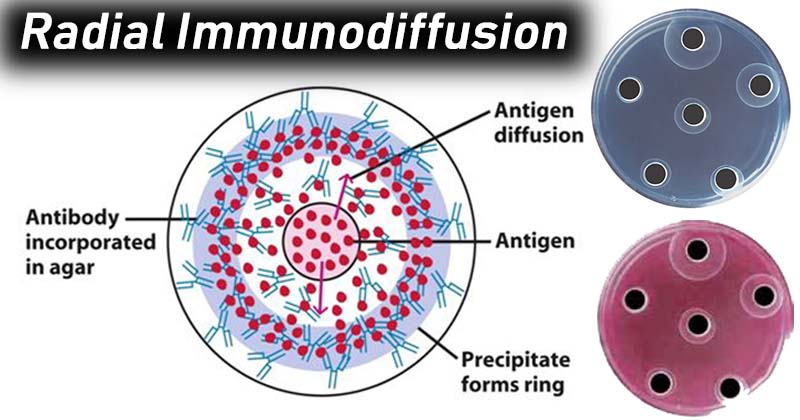 Radial Immunodiffusion
Antigen
diffusion
Antibody
incorporated
in agar
Antigen
Precipitate
forms ring